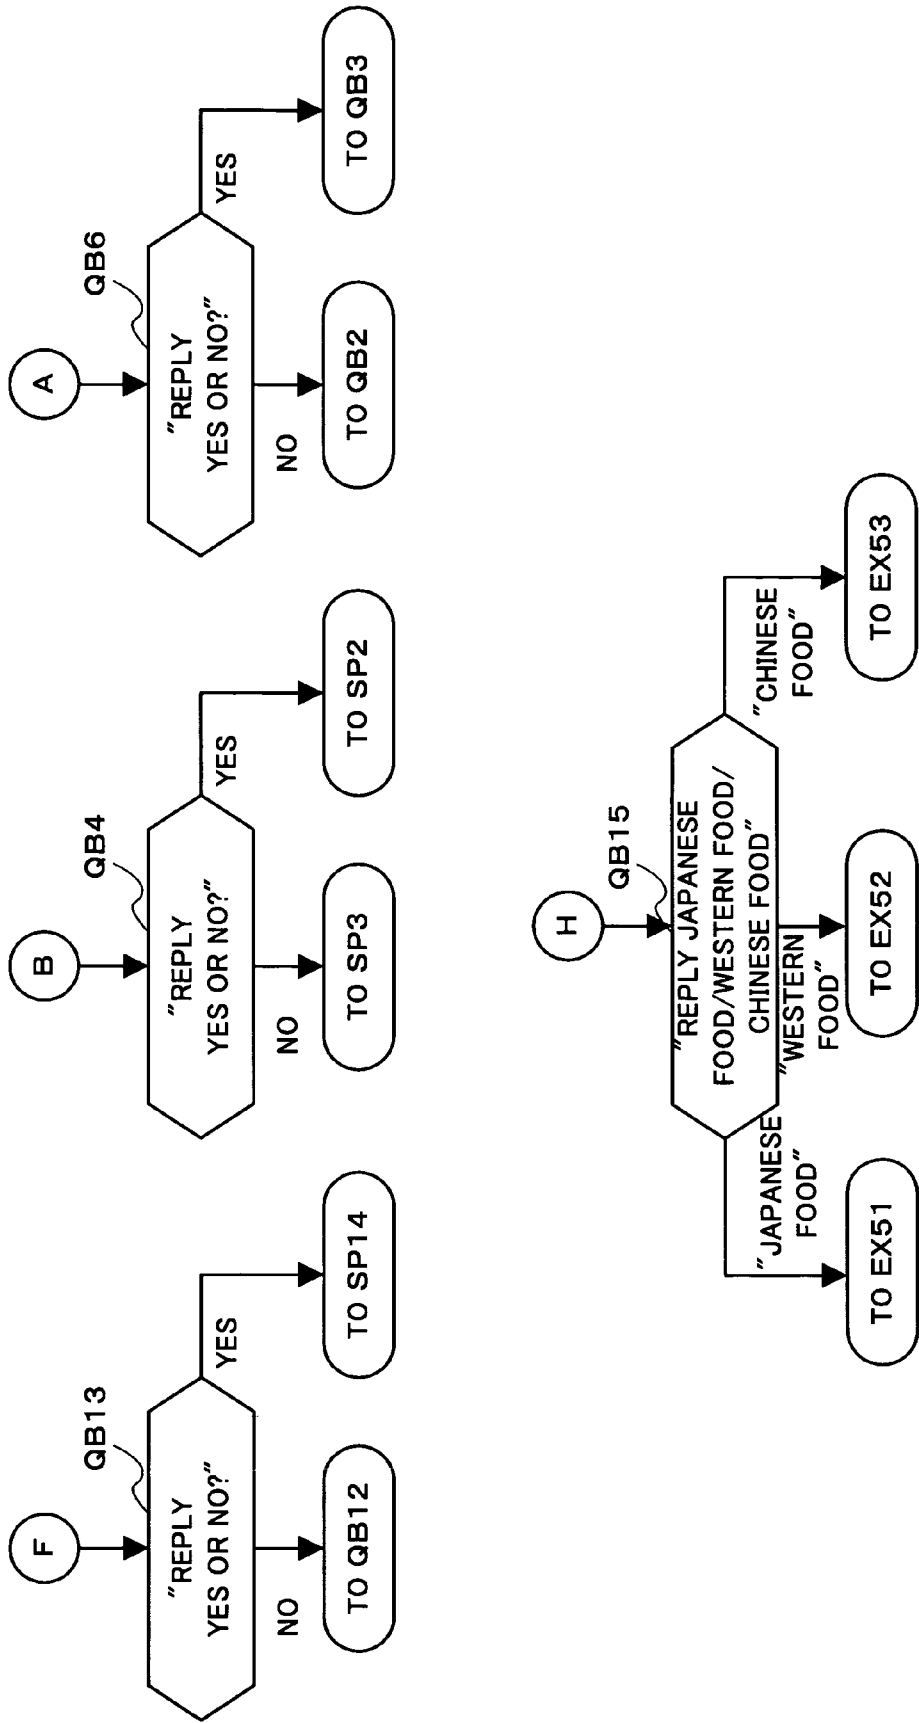 F
QB13
"REPLY
YES OR NO?"
YES
NO
TO QB12
TO SP14
B
QB4
"REPLY
YES OR NO?"
YES
NO
TO SP3
TO SP2
A
QB6
"REPLY
YES OR NO?"
YES
NO
TO QB2
TO QB3
H
QB15
"REPLY JAPANESE
FOOD/WESTERN FOOD/
CHINESE FOOD"
"JAPANESE
FOOD"
"WESTERN
FOOD"
"CHINESE
FOOD"
TO EX51
TO EX52
TO EX53